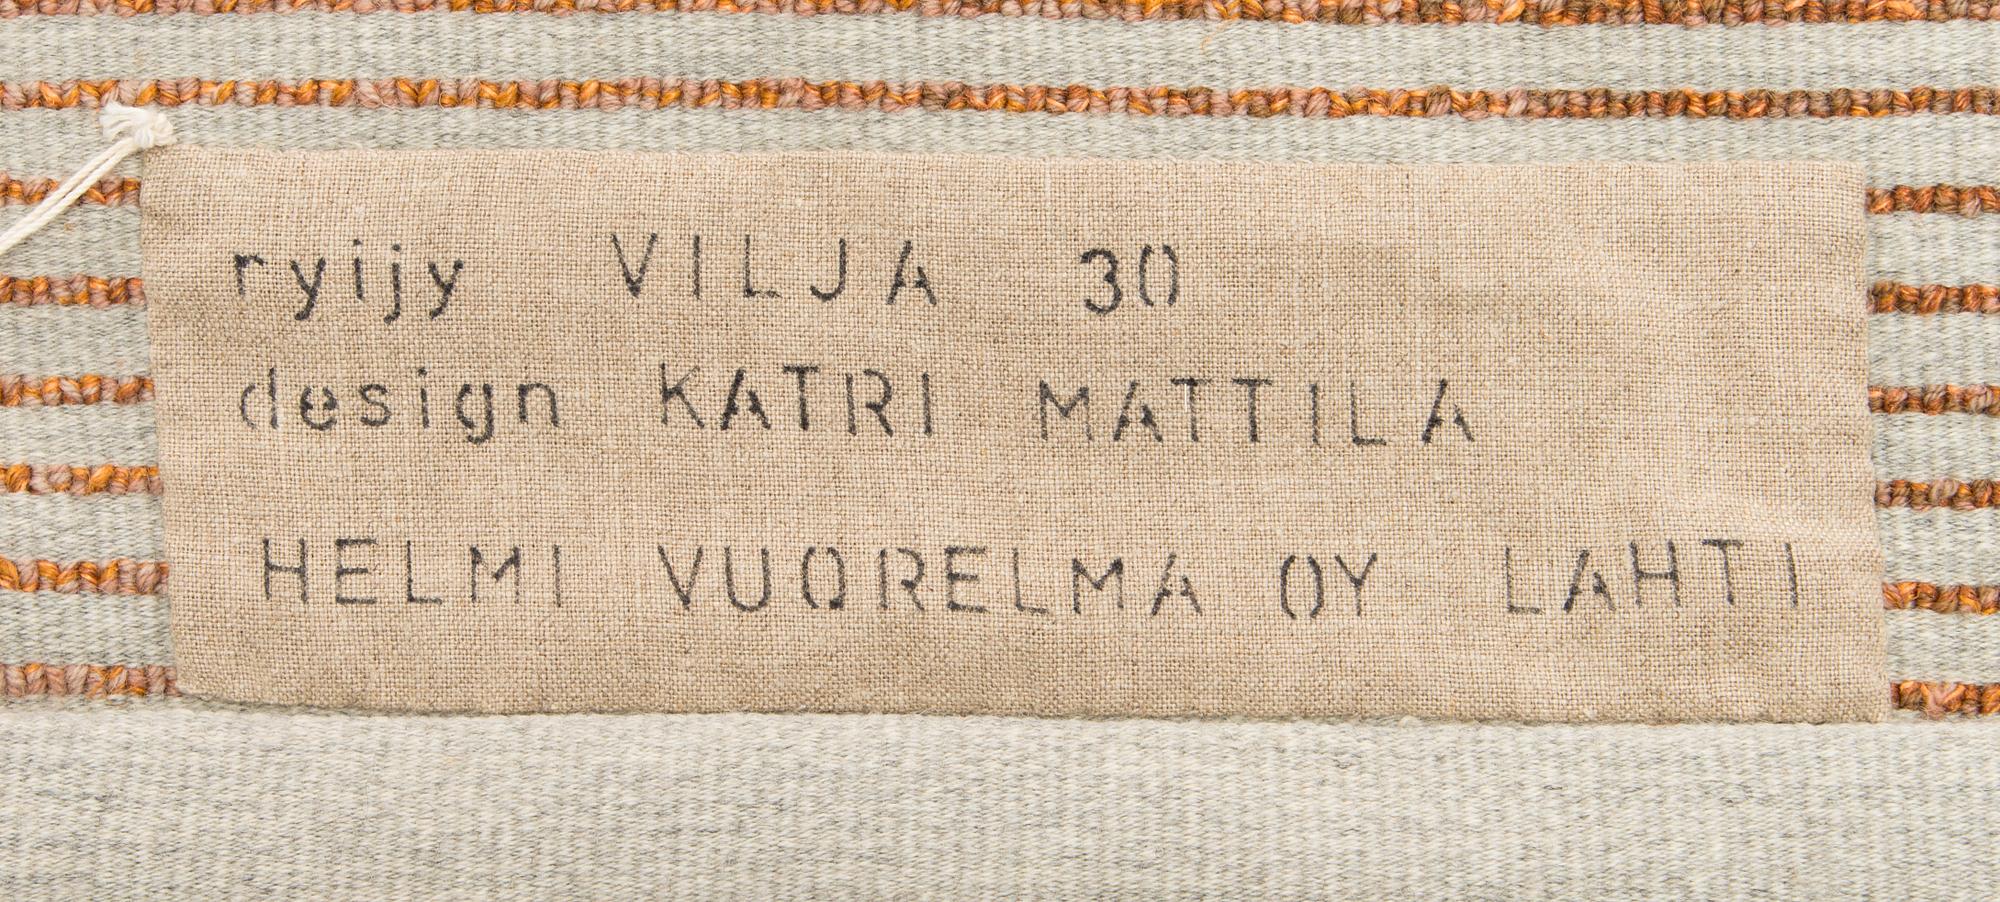 ryijy VILJA 30
design KATRI MATTILA
HELMI VUORELMA OY LAHTI